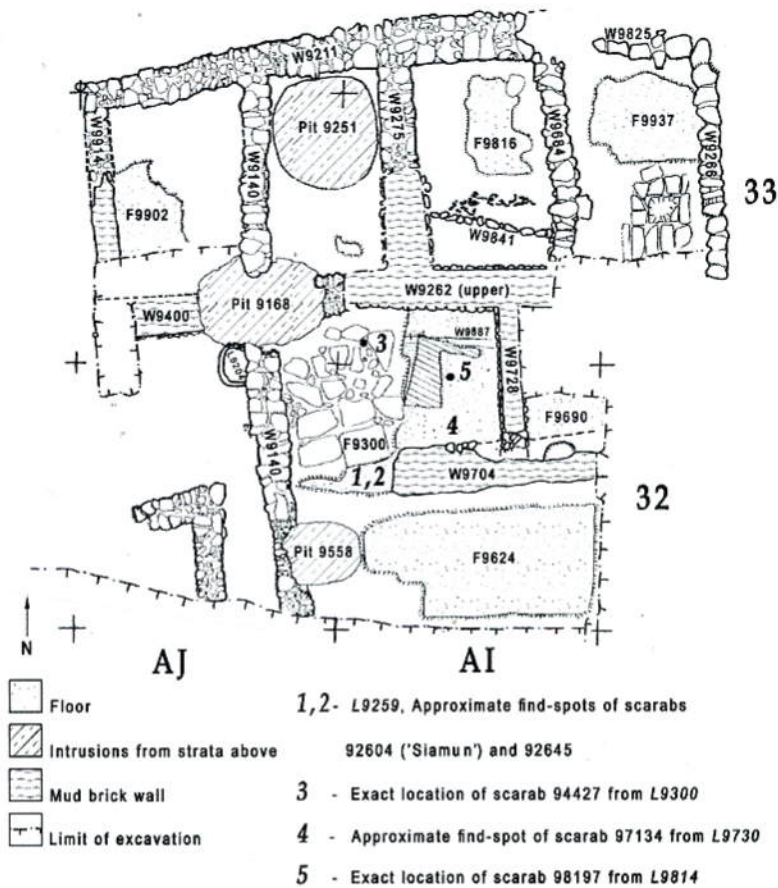 W9825
W9211
Pit 9251
W9275
F9816
W9684
F9937
W9266
33
W9914
W9140
F9902
W9841
W9262 (upper)
Pit 9168
W9400
W9887
3
W9728
5
L9204
4
F9690
F9300
W9140
1,2
W9704
32
Pit 9558
F9624
N
AJ
AI
Floor
Intrusions from strata above
Mud brick wall
Limit of excavation
1,2- L9259, Approximate find-spots of scarabs
92604 ('Siamun') and 92645
3 - Exact location of scarab 94427 from L9300
4 - Approximate find-spot of scarab 97134 from L9730
5 - Exact location of scarab 98197 from L9814